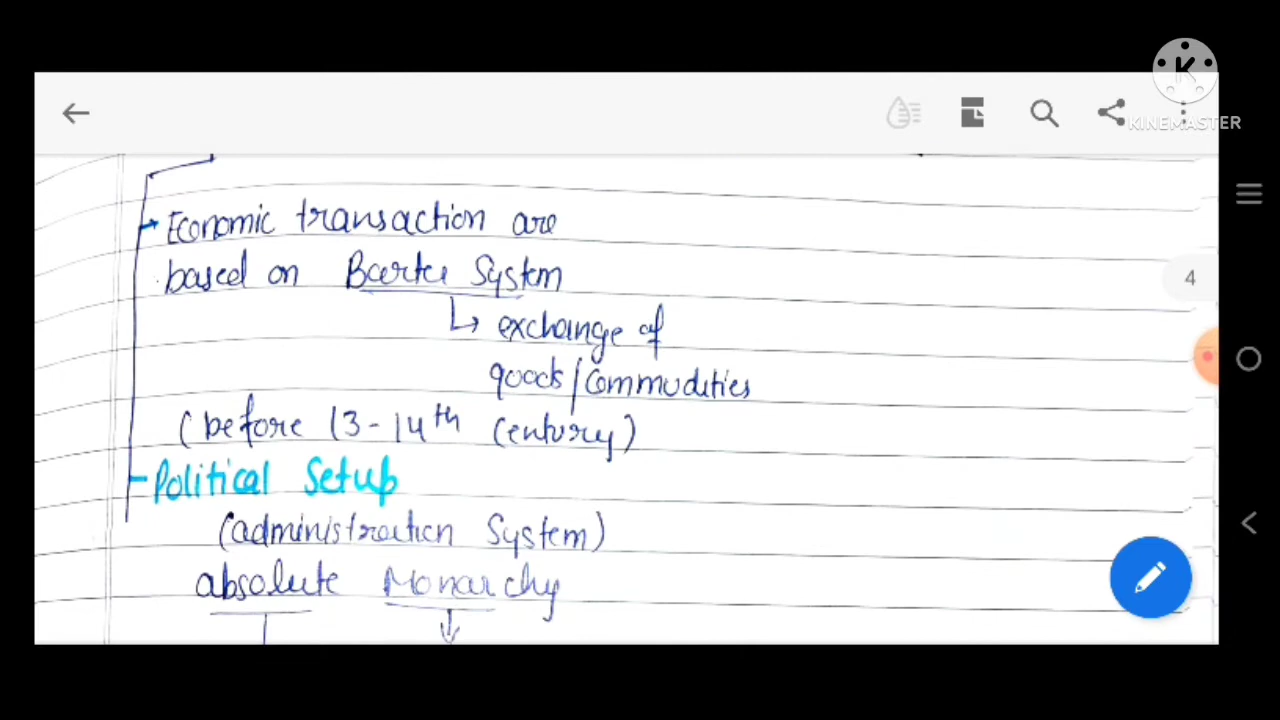 KINEMASTER
Economic transaction are
based on Barter System
4
↳ exchange of
goods/Commodities
(before 13-14th Century)
Political Setup
(administration System)
absolute Monarchy